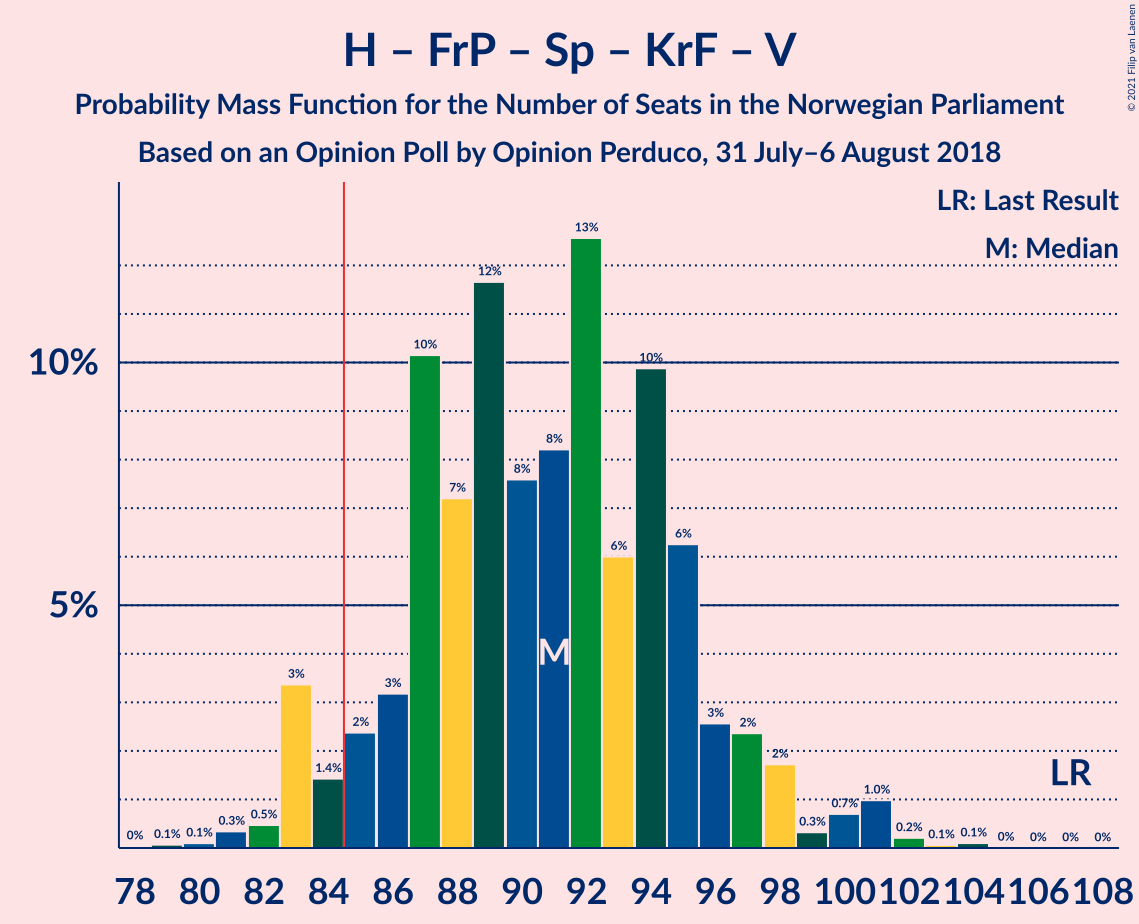 H – FrP – Sp – KrF – V
Probability Mass Function for the Number of Seats in the Norwegian Parliament
Based on an Opinion Poll by Opinion Perduco, 31 July–6 August 2018
© 2021 Filip van Laenen
LR: Last Result
M: Median
10%
5%
0% 0.1% 0.1% 0.3% 0.5% 3% 1.4% 2% 3% 10% 7% 12% 8% 8% 13% 6% 10% 6% 3% 2% 2% 0.3% 0.7% 1.0% 0.2% 0.1% 0.1% 0% 0% 0% 0%
M
LR
78 80 82 84 86 88 90 92 94 96 98 100 102 104 106 108